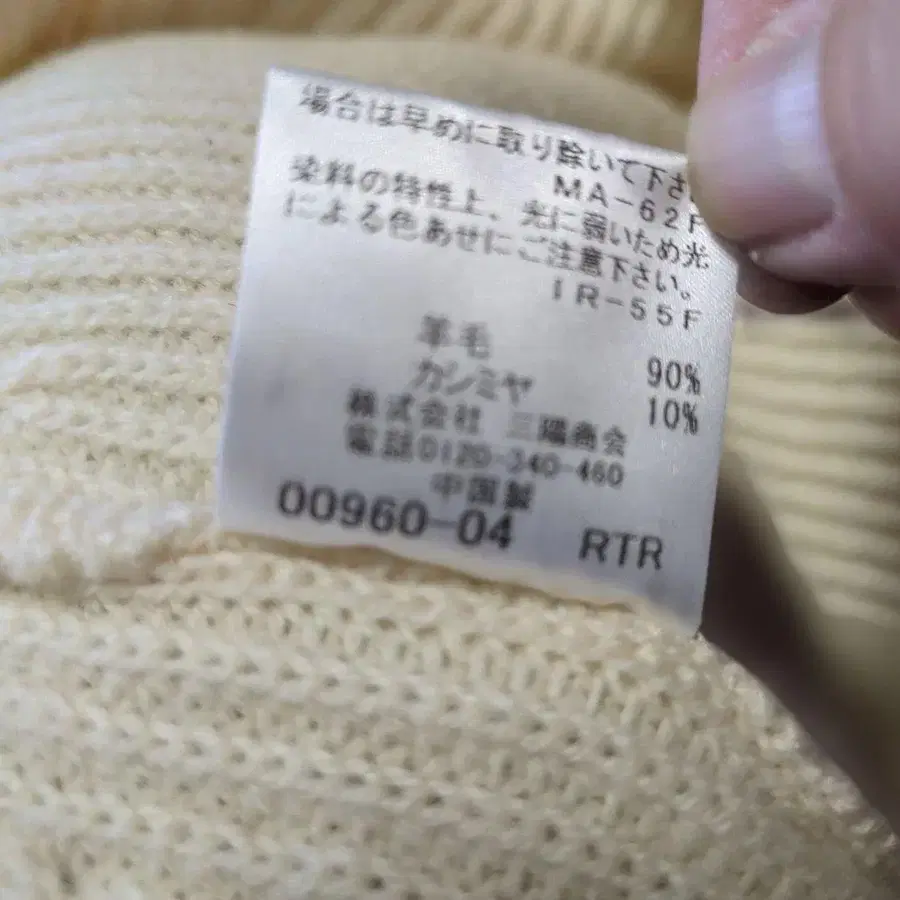 場合は早めに取り除いて下さ
MA-62F
染料の特性上、光に弱いため光
による色あせにご注意下さい。
IR-55F
羊毛 90%
カシミヤ 10%
株式会社 三陽商会
電話0120-340-460
中国製
00960-04 RTR